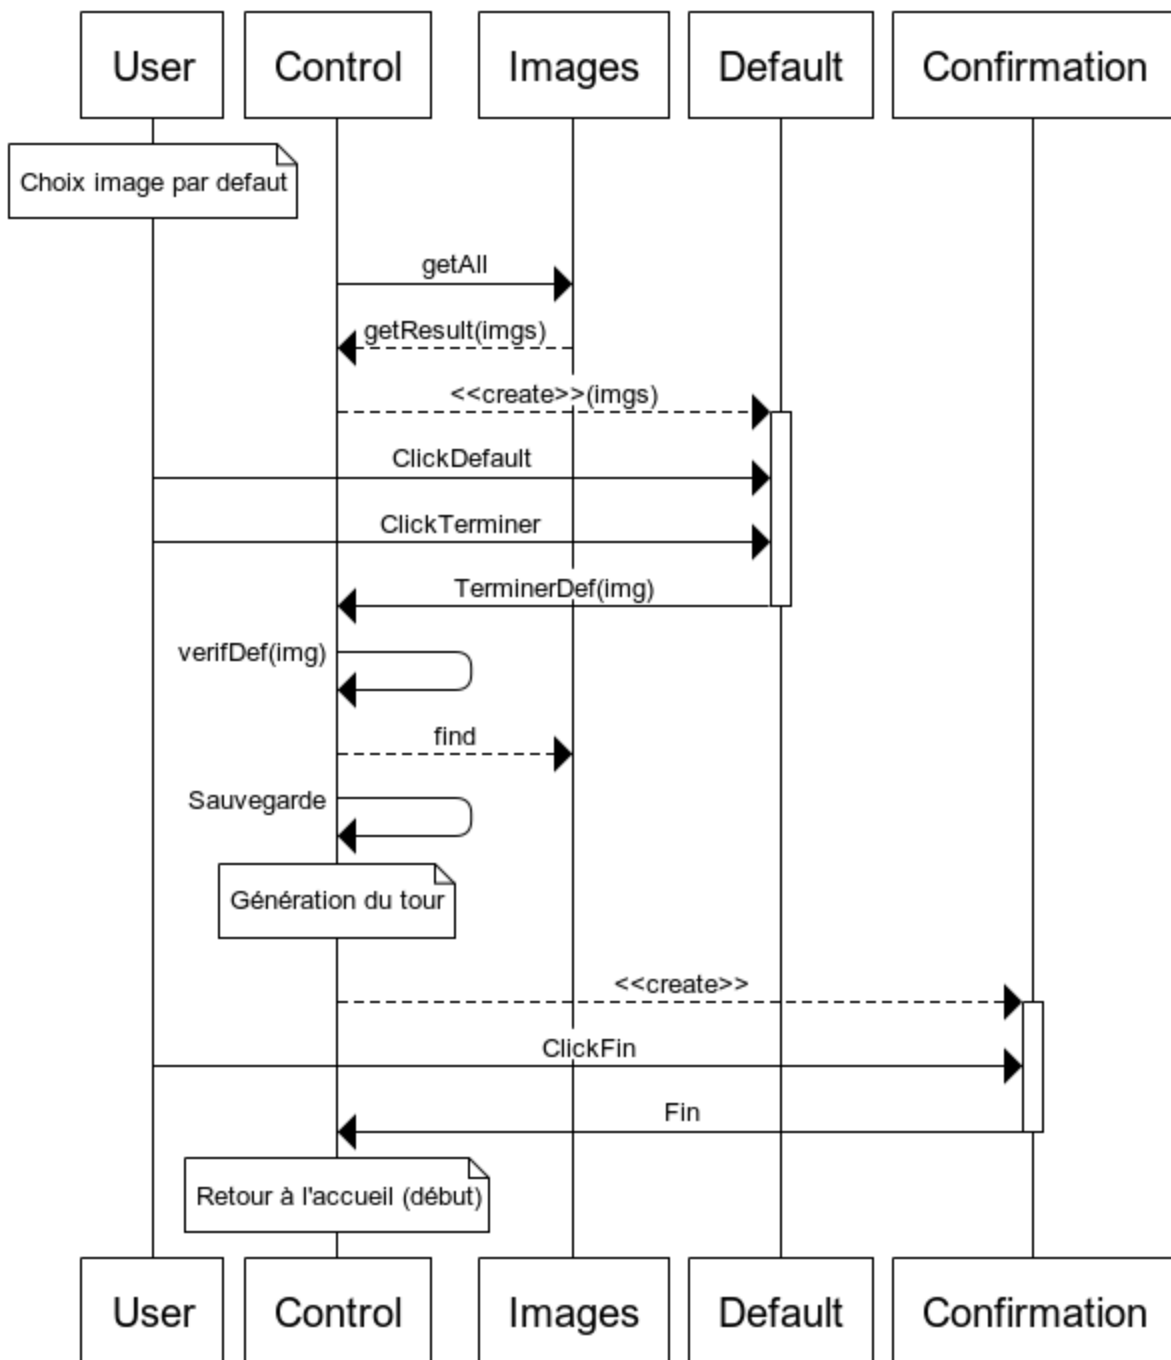 User
Control
Images
Default
Confirmation
Choix image par defaut
getAll
getResult(imgs)
<<create>>(imgs)
ClickDefault
ClickTerminer
TerminerDef(img)
verifDef(img)
find
Sauvegarde
Génération du tour
<<create>>
ClickFin
Fin
Retour à l'accueil (début)
User
Control
Images
Default
Confirmation